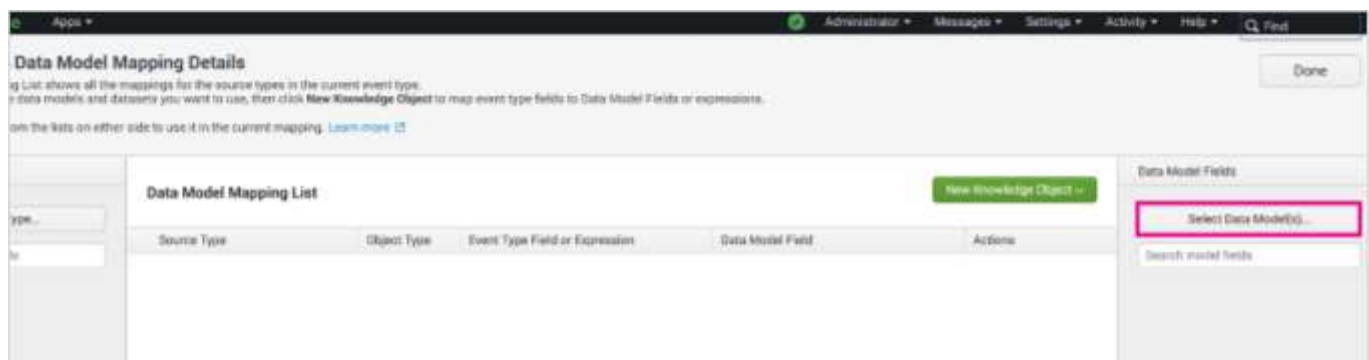 e Apps Administrator Messages Settings Activity Help Find
Data Model Mapping Details
Done
g List shows all the mappings for the source types in the current event type.
e data models and datasets you want to use, then click New Knowledge Object to map event type fields to Data Model Fields or expressions.
om the lists on either side to use it in the current mapping. Learn more
Data Model Fields
Data Model Mapping List
New Knowledge Object
ype...
Select Data Model(s)...
Source Type Object Type Event Type Field or Expression Data Model Field Actions
Search model fields